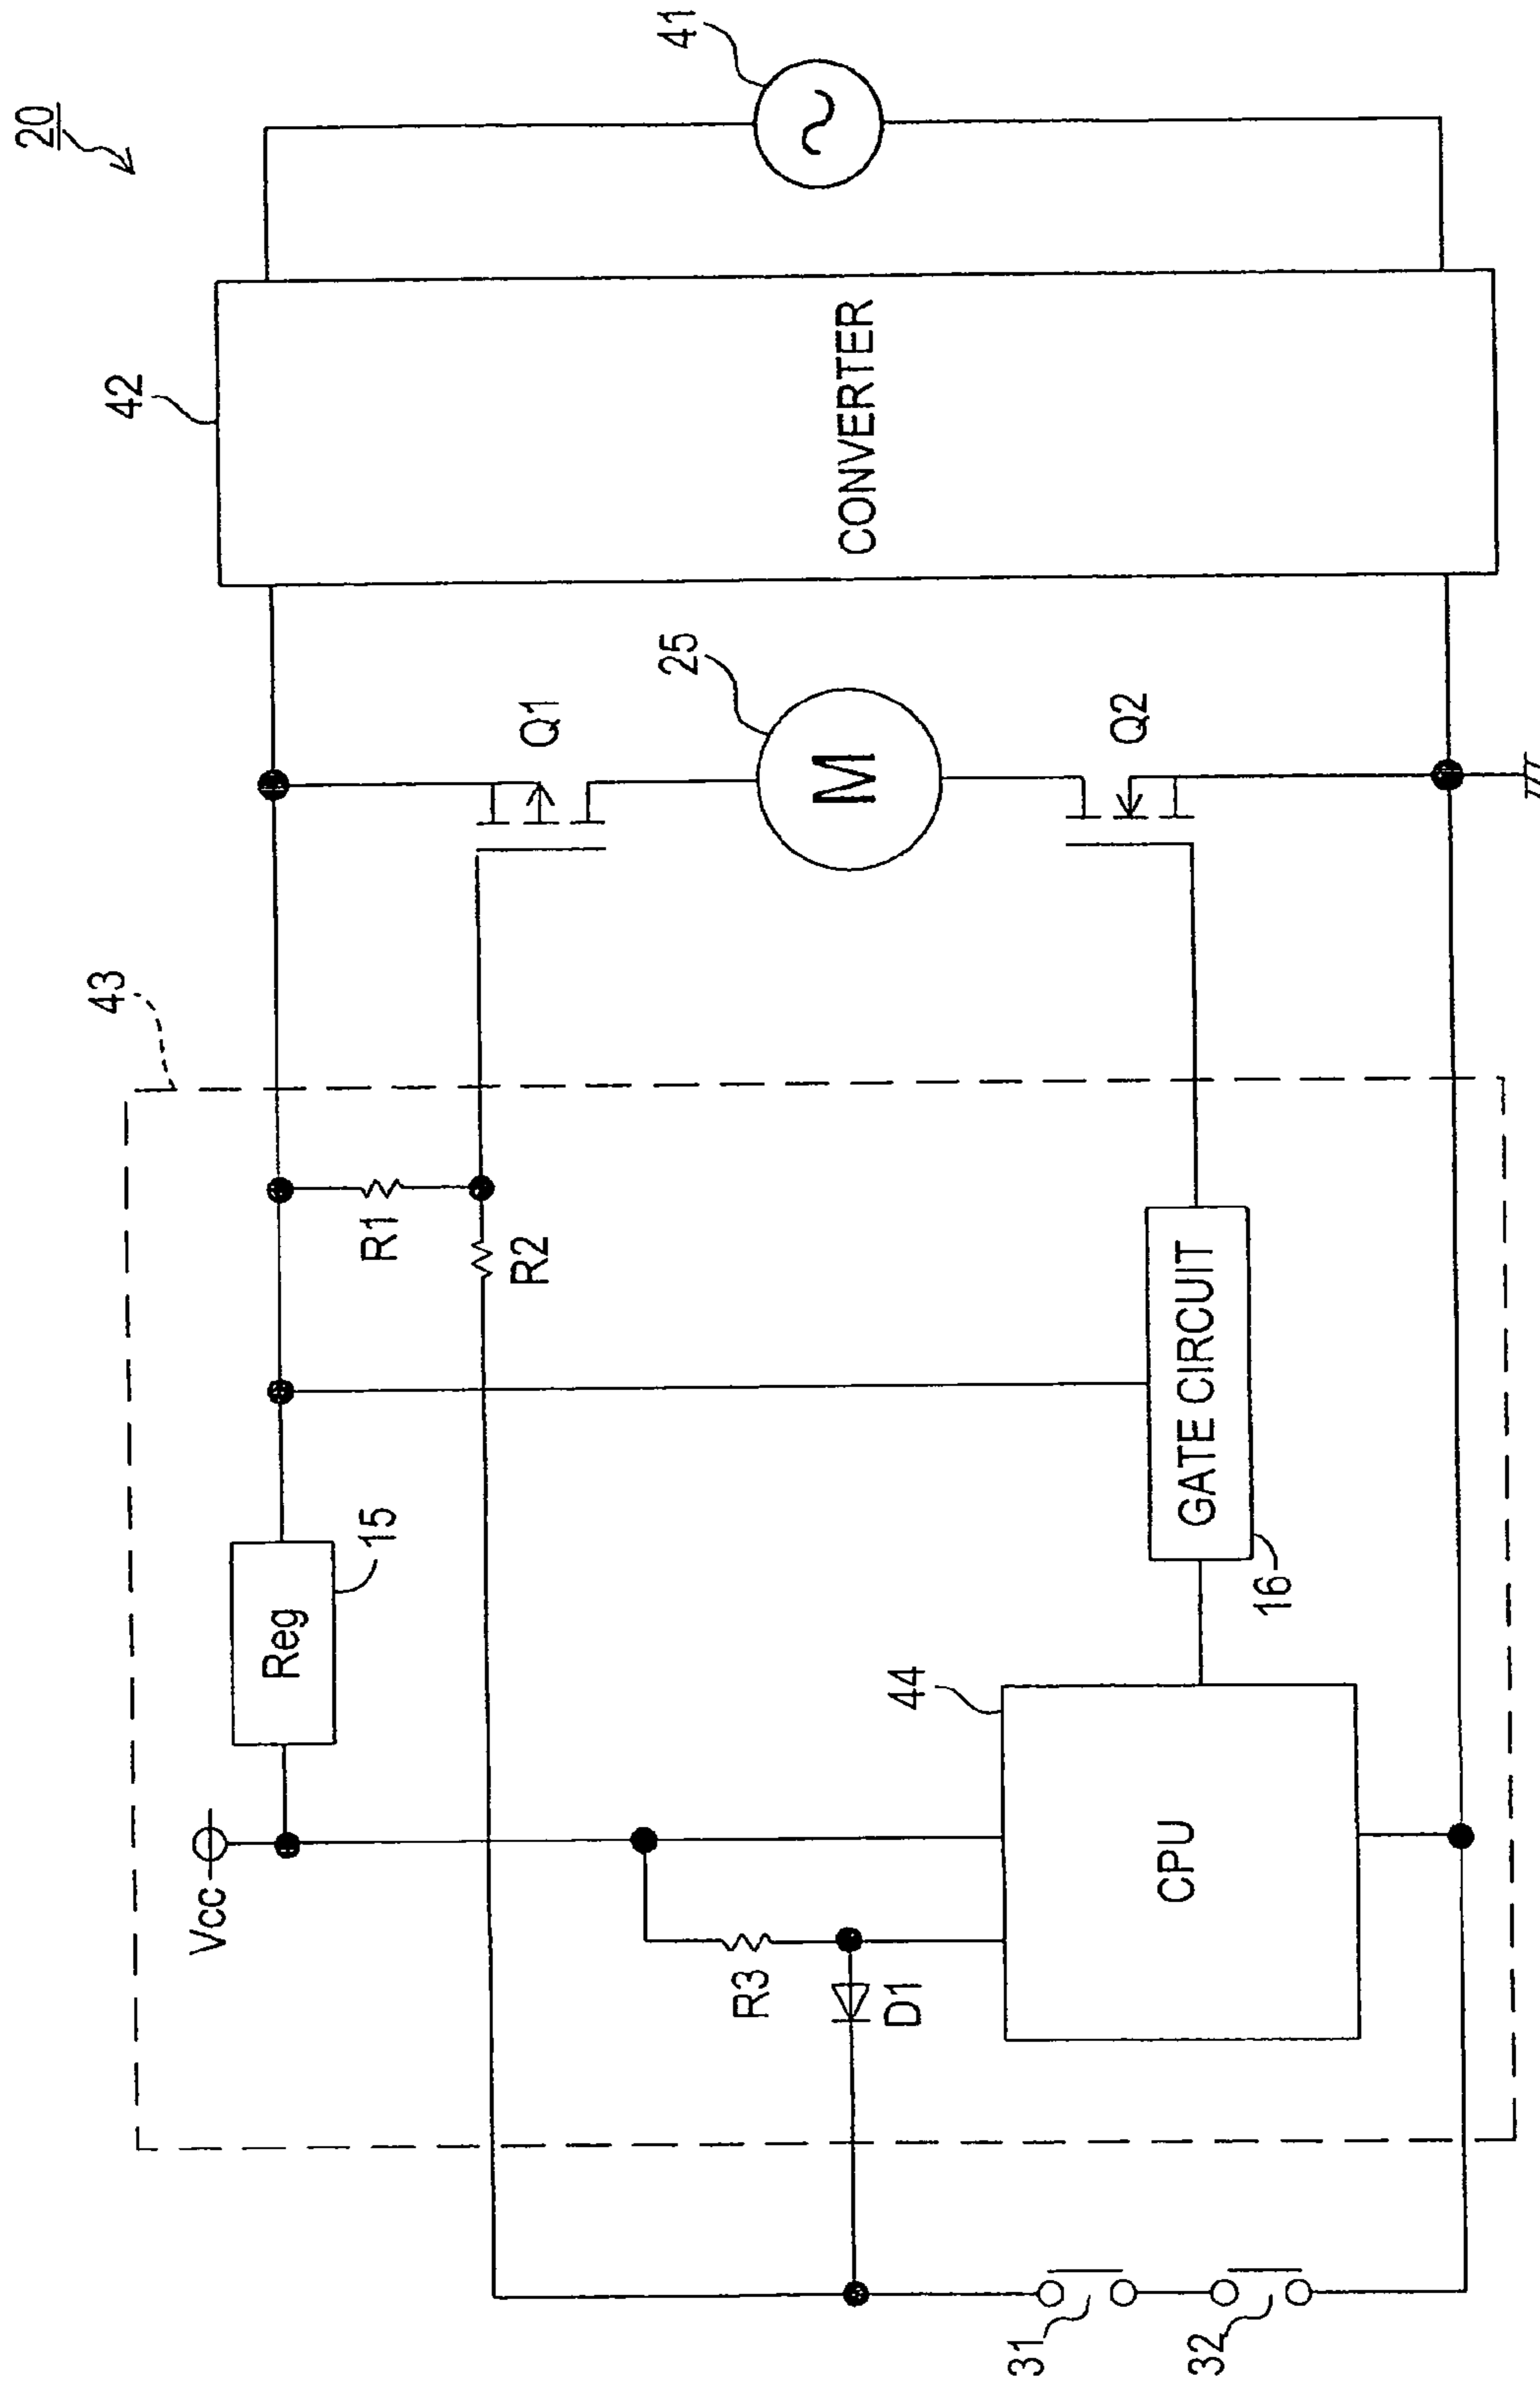 20
41
42
CONVERTER
25
M
Q1
Q2
43
R1
R2
GATE CIRCUIT
16
Reg
15
44
CPU
Vcc
R3
D1
31
32